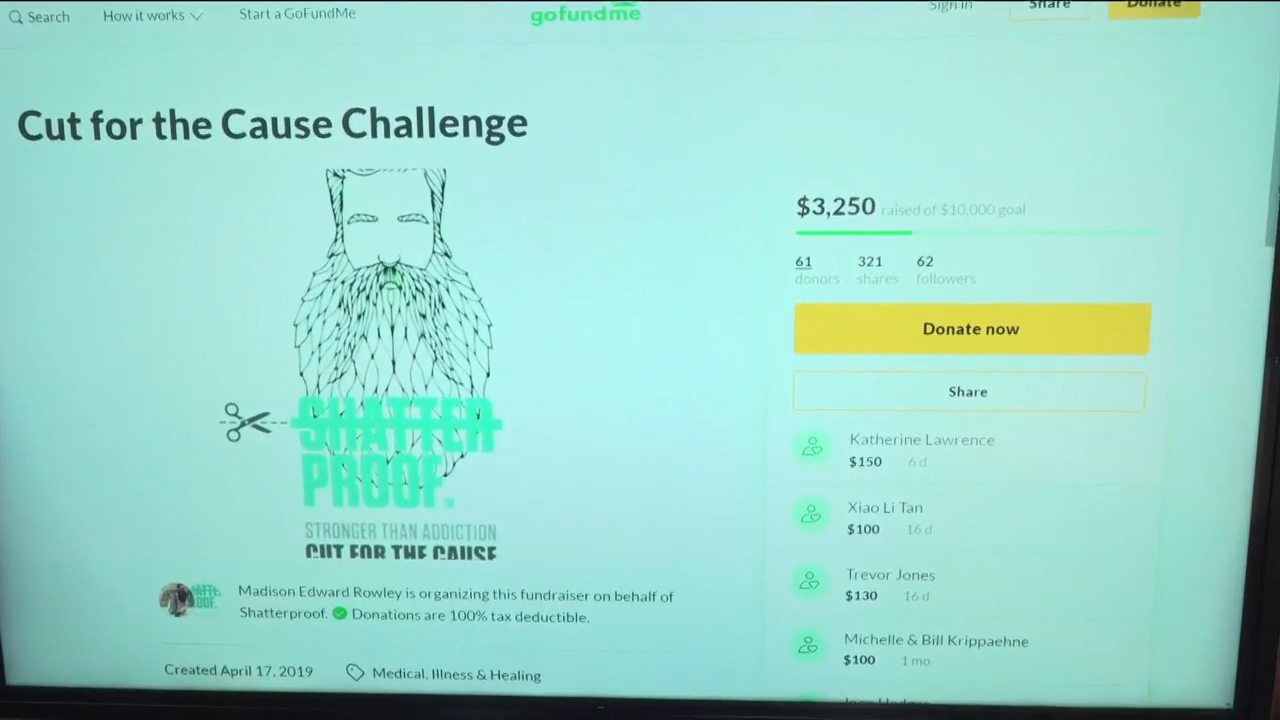 Search
How it works
Start a GoFundMe
gofundme
Sign in
Share
Donate
Cut for the Cause Challenge
$3,250 raised of $10,000 goal
61 321 62
donors shares followers
Donate now
Share
Katherine Lawrence
$150 6 d
Xiao Li Tan
$100 16 d
Trevor Jones
$130 16 d
Michelle & Bill Krippaehne
$100 1 mo
SHATTER
PROOF.
STRONGER THAN ADDICTION
CUT FOR THE CAUSE
Madison Edward Rowley is organizing this fundraiser on behalf of
Shatterproof. Donations are 100% tax deductible.
Created April 17, 2019
Medical, Illness & Healing